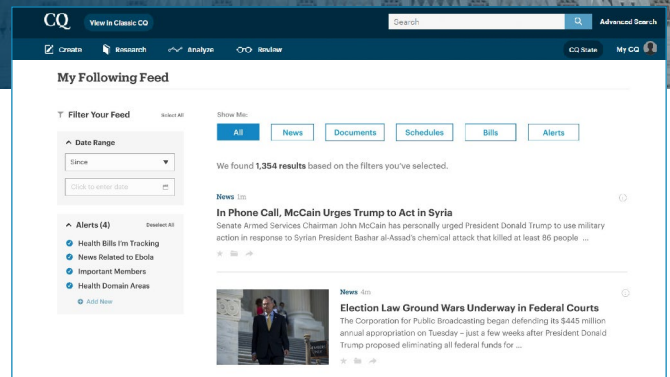 CQ
View in Classic CQ
Search
Advanced Search
Create
Research
Analyze
Review
CQ State
My CQ
My Following Feed
Filter Your Feed
Select All
Date Range
Since
Click to enter date
Alerts (4)
Deselect All
Health Bills I'm Tracking
News Related to Ebola
Important Members
Health Domain Areas
Add New
Show Me:
All
News
Documents
Schedules
Bills
Alerts
We found 1,354 results based on the filters you've selected.
News 1m
In Phone Call, McCain Urges Trump to Act in Syria
Senate Armed Services Chairman John McCain has personally urged President Donald Trump to use military
action in response to Syrian President Bashar al-Assad's chemical attack that killed at least 86 people ...
News 4m
Election Law Ground Wars Underway in Federal Courts
The Corporation for Public Broadcasting began defending its $445 million
annual appropriation on Tuesday – just a few weeks after President Donald
Trump proposed eliminating all federal funds for ...